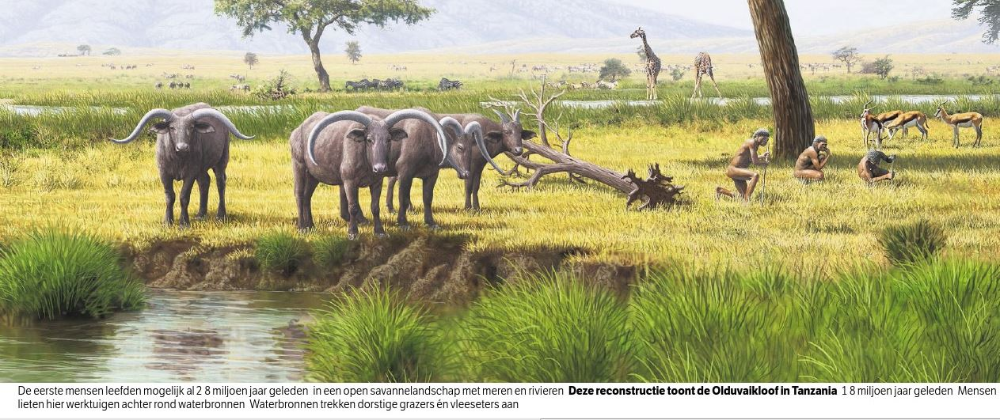 De eerste mensen leefden mogelijk al 2 8 miljoen jaar geleden in een open savannelandschap met meren en rivieren Deze reconstructie toont de Olduvaikloof in Tanzania 1 8 miljoen jaar geleden Mensen
lieten hier werktuigen achter rond waterbronnen Waterbronnen trekken dorstige grazers én vleeseters aan